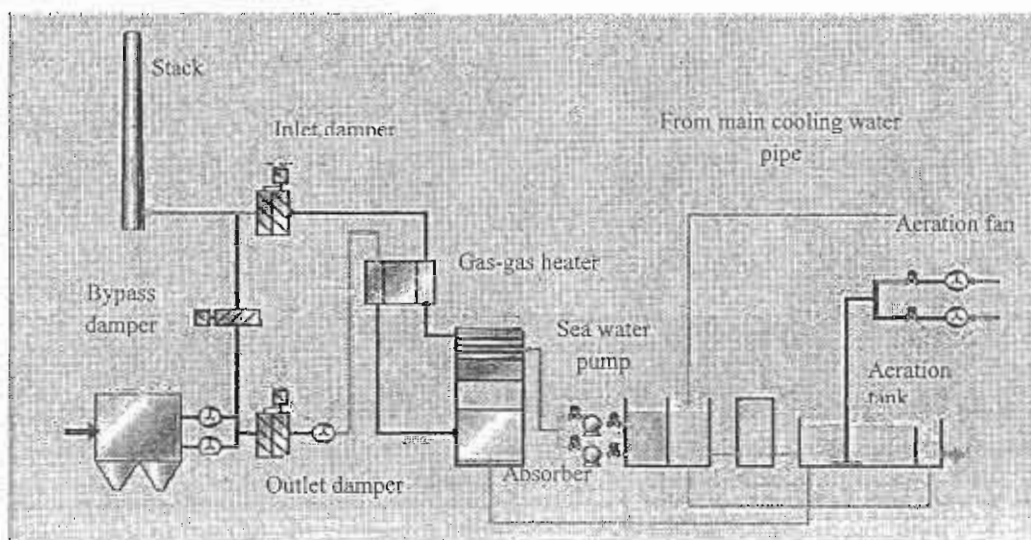 Stack
Inlet damper
From main cooling water
pipe
Aeration fan
Gas-gas heater
Bypass
damper
Sea water
pump
Aeration
tank
Outlet damper
Absorber